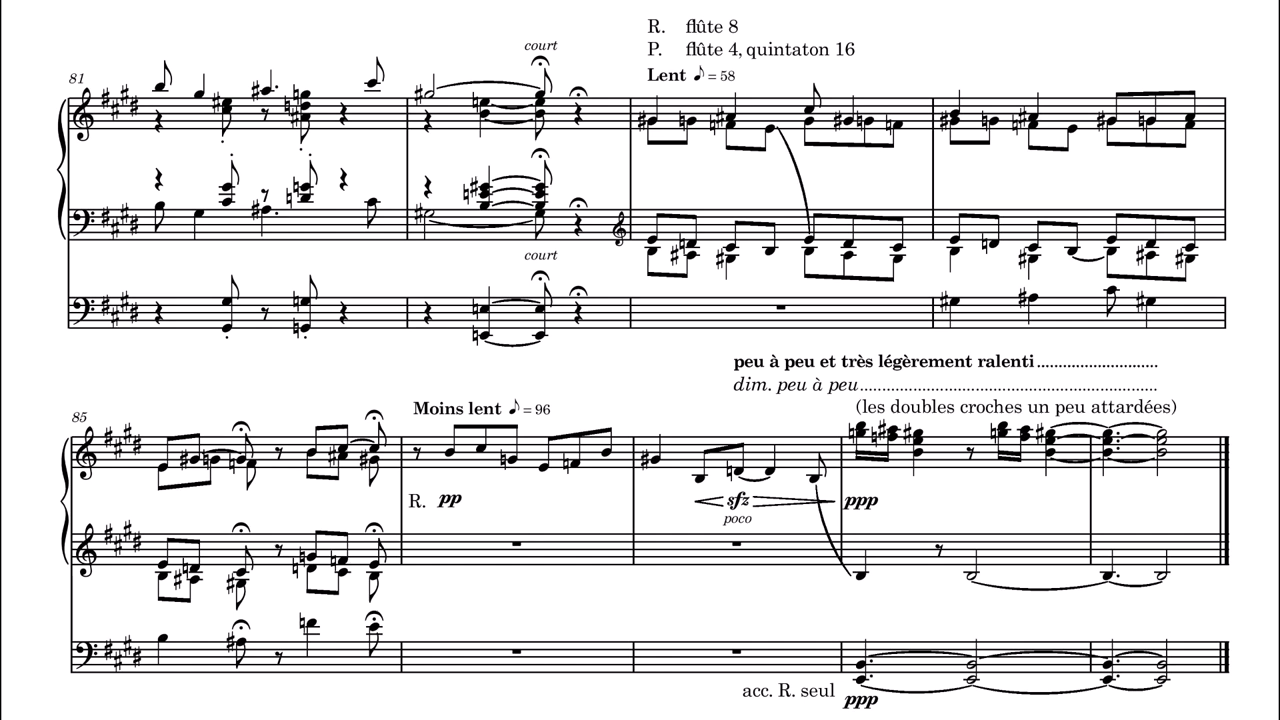 R. flûte 8
P. flûte 4, quintaton 16
court
81
Lent ♪ = 58
court
peu à peu et très légèrement ralenti
dim. peu à peu
85
Moins lent ♪ = 96
(les doubles croches un peu attardées)
R. pp
sfz
ppp
poco
acc. R. seul
ppp